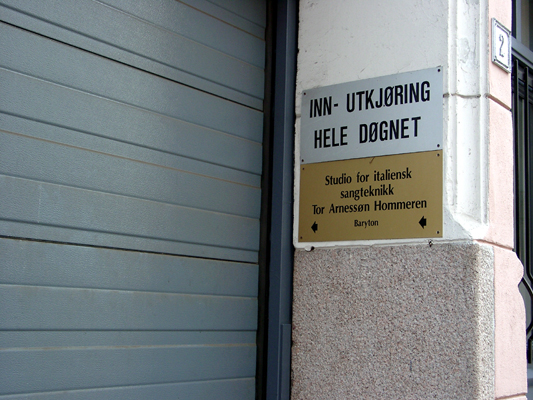 2
INN- UTKJØRING
HELE DØGNET
Studio for italiensk
sangteknikk
Tor Arnessøn Hommeren
Baryton